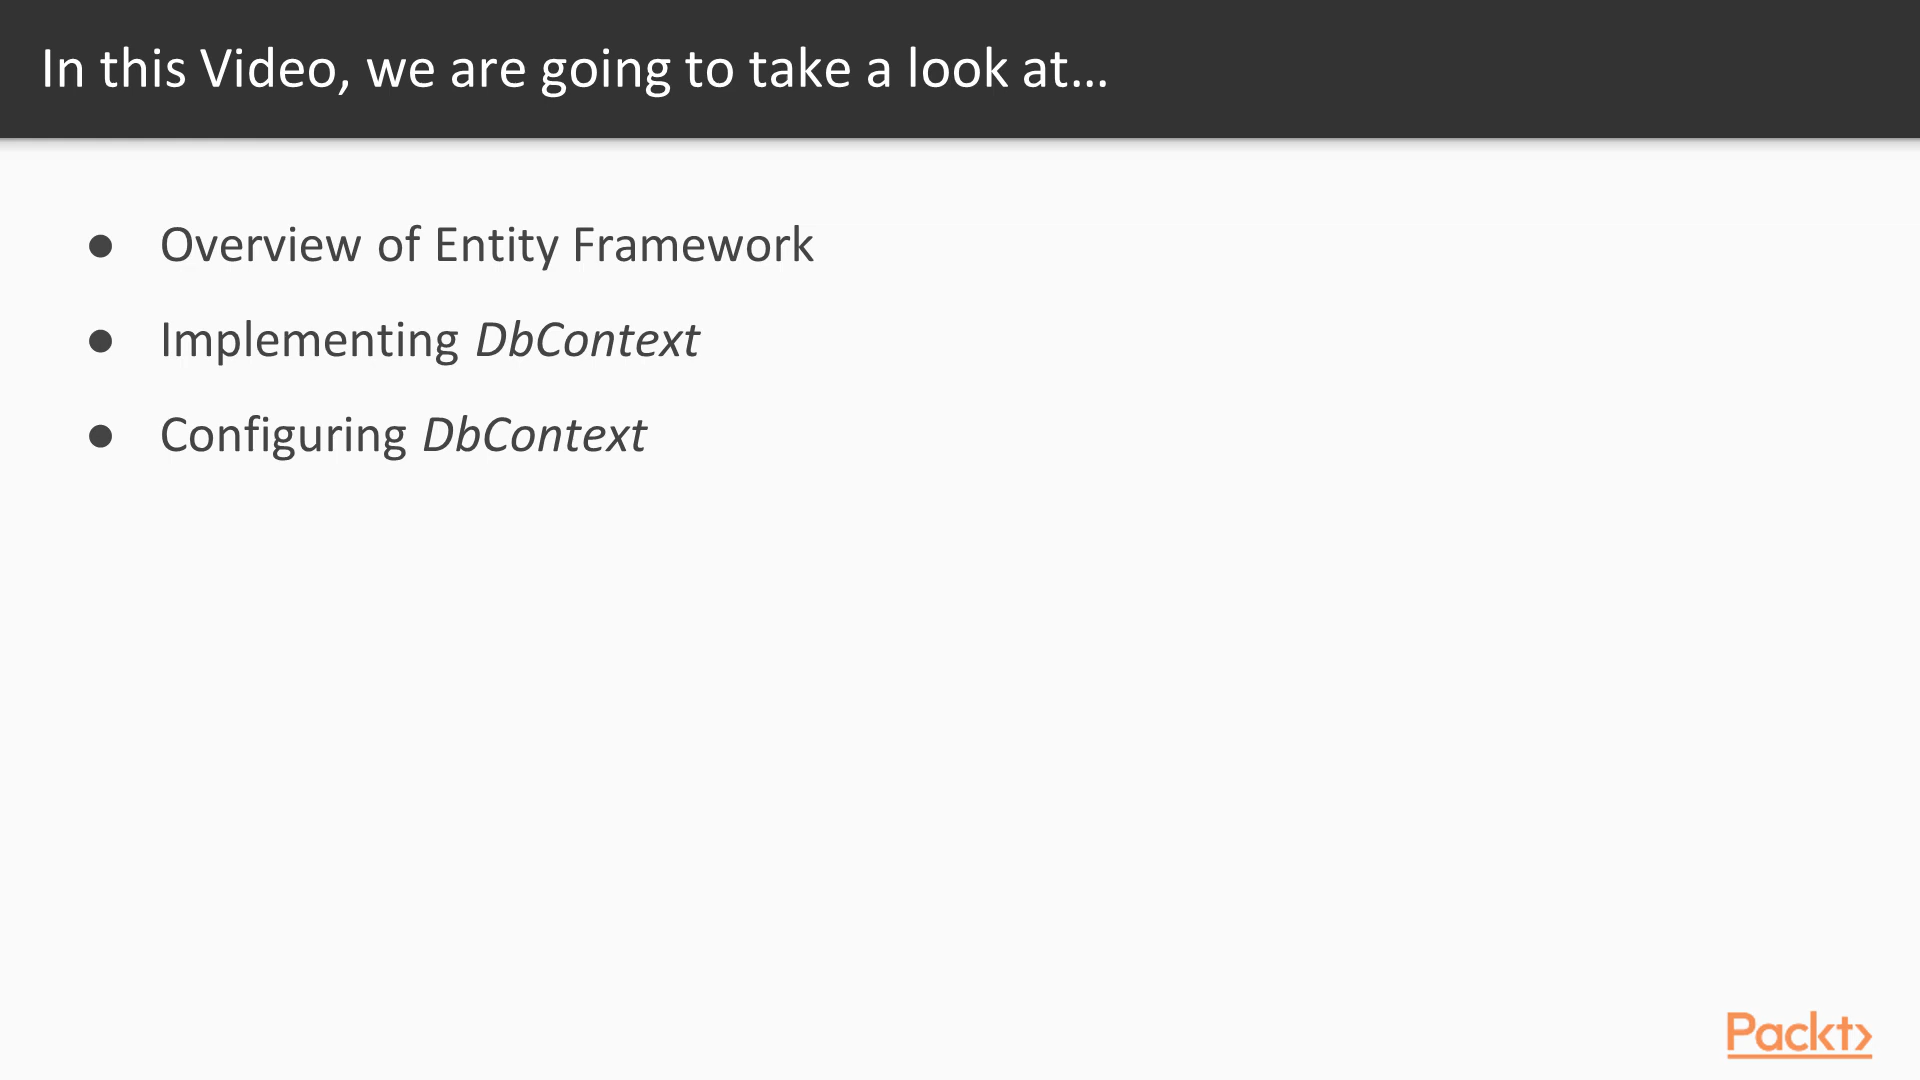 In this Video, we are going to take a look at...
● Overview of Entity Framework
● Implementing DbContext
● Configuring DbContext
Packt>